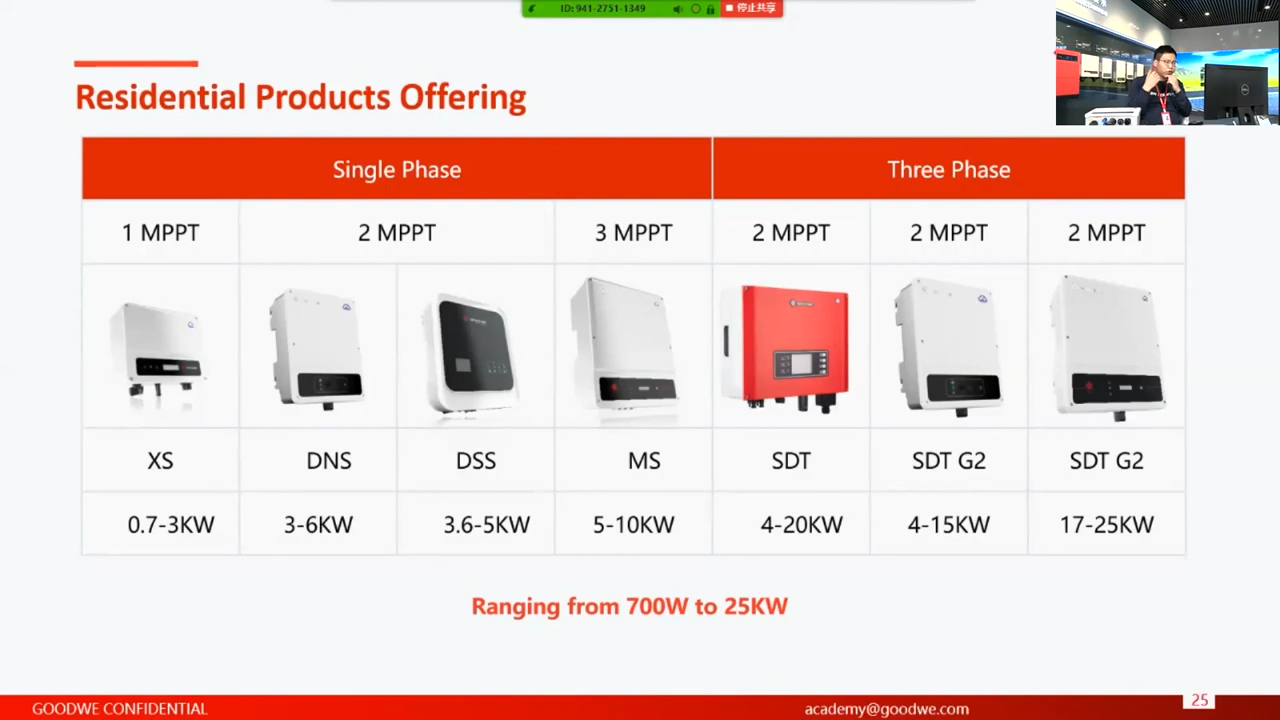 ID: 941-2751-1349
停止共享
Residential Products Offering
Single Phase
Three Phase
1 MPPT
2 MPPT
3 MPPT
2 MPPT
2 MPPT
2 MPPT
XS
DNS
DSS
MS
SDT
SDT G2
SDT G2
0.7-3KW
3-6KW
3.6-5KW
5-10KW
4-20KW
4-15KW
17-25KW
Ranging from 700W to 25KW
GOODWE CONFIDENTIAL
academy@goodwe.com
25